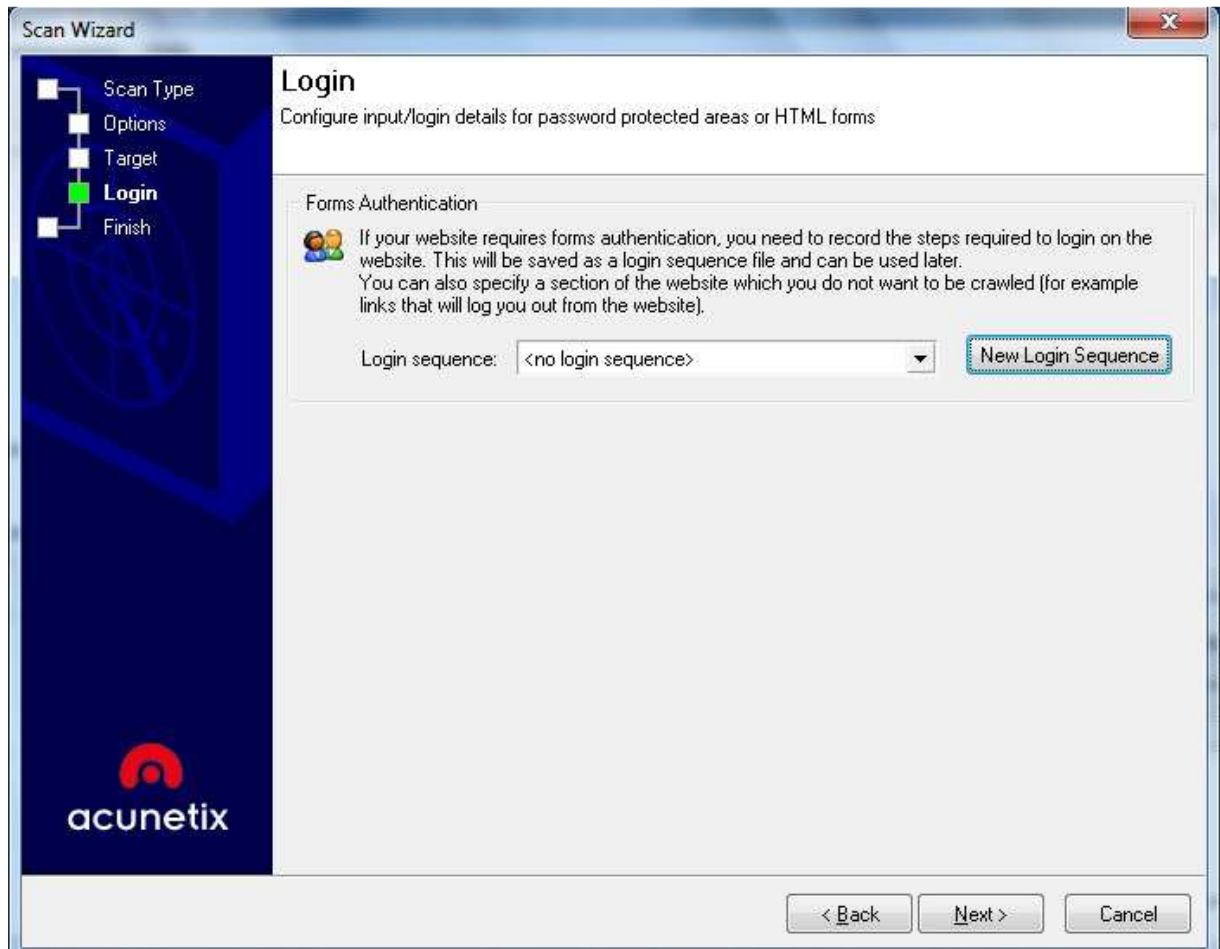 Scan Wizard
Scan Type
Options
Target
Login
Finish
acunetix
Login
Configure input/login details for password protected areas or HTML forms
Forms Authentication
If your website requires forms authentication, you need to record the steps required to login on the
website. This will be saved as a login sequence file and can be used later.
You can also specify a section of the website which you do not want to be crawled (for example
links that will log you out from the website).
Login sequence: <no login sequence> New Login Sequence
< Back Next > Cancel